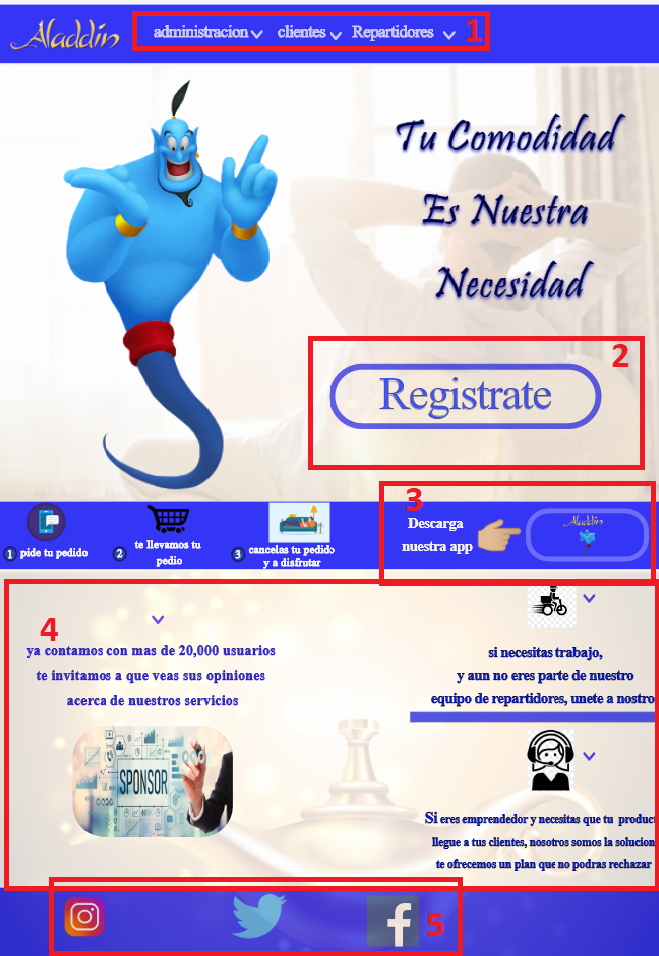 Aladdin
administracion clientes Repartidores 1
Tu Comodidad
Es Nuestra
Necesidad
2
Registrate
3
Descarga
nuestra app
Aladdin
1 pide tu pedido
2 te llevamos tu
pedio
3 cancelas tu pedido
y a disfrutar
4
ya contamos con mas de 20,000 usuarios
te invitamos a que veas sus opiniones
acerca de nuestros servicios
SPONSOR
si necesitas trabajo,
y aun no eres parte de nuestro
equipo de repartidores, unete a nostro
Si eres emprendedor y necesitas que tu product
llegue a tus clientes, nosotros somos la solucion
te ofrecemos un plan que no podras rechazar
f
5